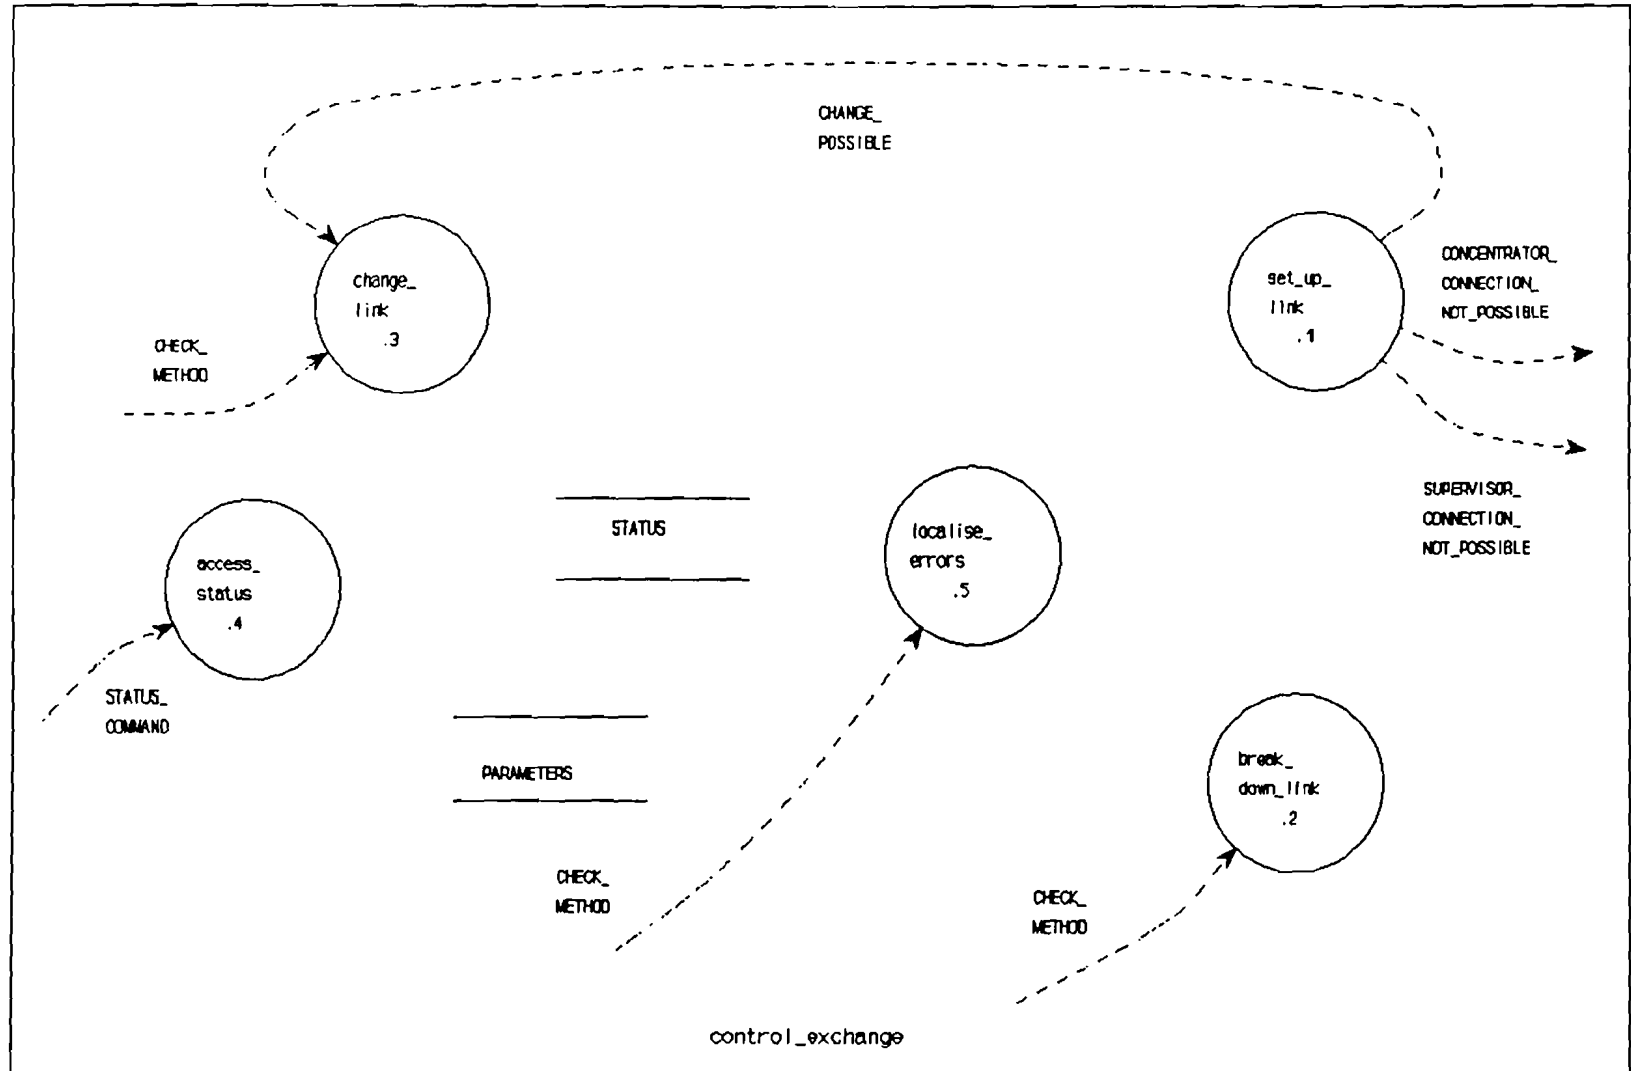 CHANGE_
POSSIBLE
change_
link
.3
set_up_
link
.1
CONCENTRATOR_
CONNECTION_
NOT_POSSIBLE
CHECK_
METHOD
SUPERVISOR_
CONNECTION_
NOT_POSSIBLE
STATUS
localise_
errors
.5
access_
status
.4
STATUS_
COMMAND
PARAMETERS
break_
down_link
.2
CHECK_
METHOD
CHECK_
METHOD
control_exchange